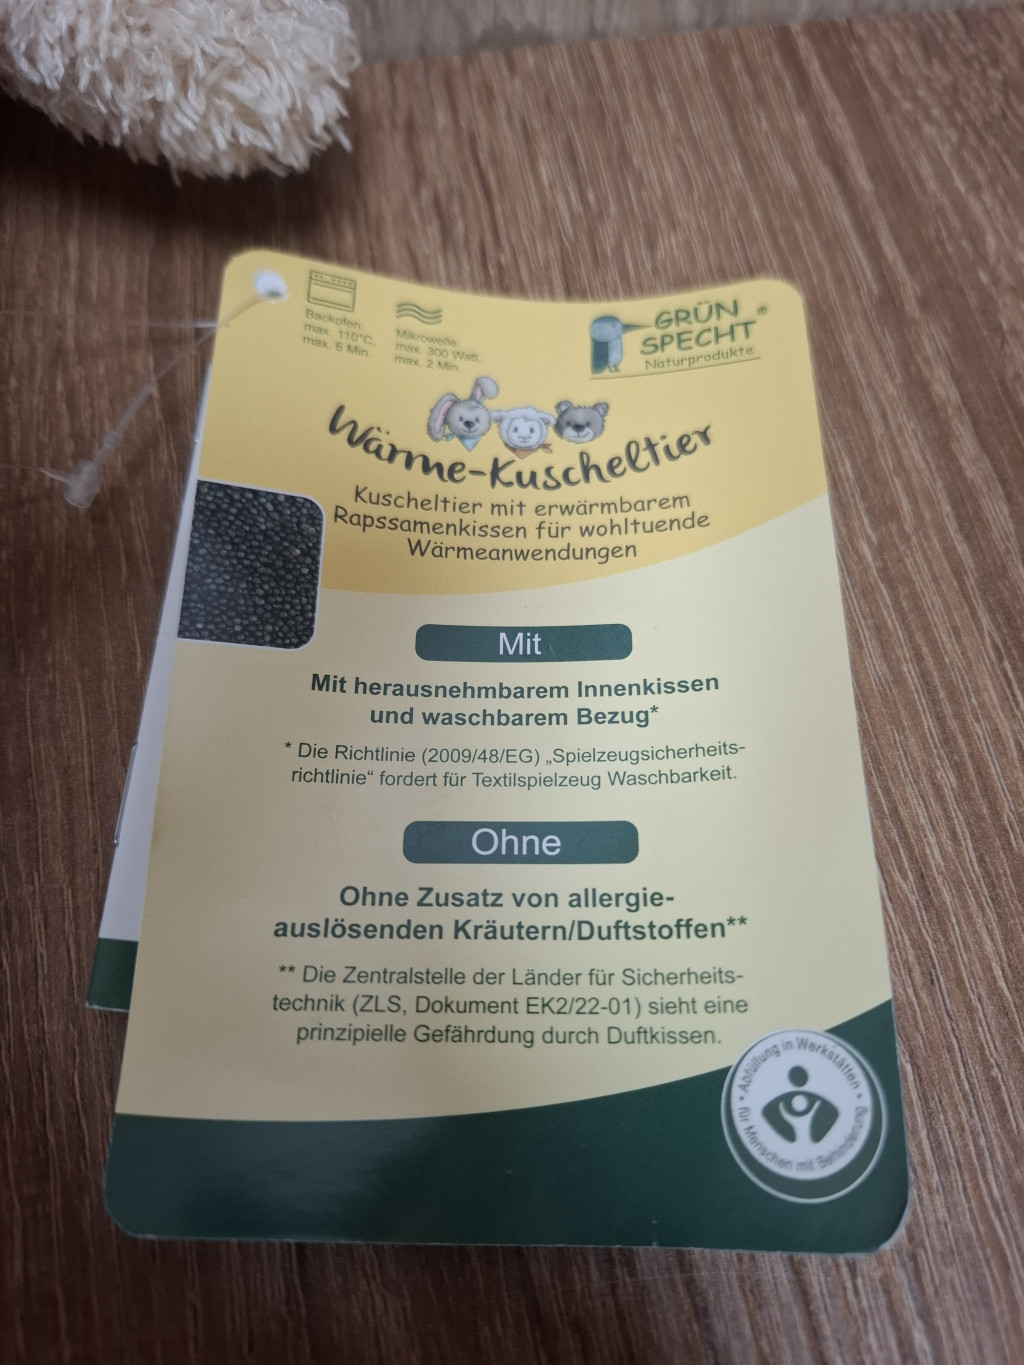 Backofen:
max. 110°C,
max. 6 Min.
Mikrowelle:
max. 300 Watt,
max. 2 Min.
GRÜN
SPECHT®
Naturprodukte
Wärme-Kuscheltier
Kuscheltier mit erwärmbarem
Rapssamenkissen für wohltuende
Wärmeanwendungen
Mit
Mit herausnehmbarem Innenkissen
und waschbarem Bezug*
* Die Richtlinie (2009/48/EG) „Spielzeugsicherheits-
richtlinie“ fordert für Textilspielzeug Waschbarkeit.
Ohne
Ohne Zusatz von allergie-
auslösenden Kräutern/Duftstoffen**
** Die Zentralstelle der Länder für Sicherheits-
technik (ZLS, Dokument EK2/22-01) sieht eine
prinzipielle Gefährdung durch Duftkissen.
• Abfüllung in Werkstätten •
für Menschen mit Behinderung